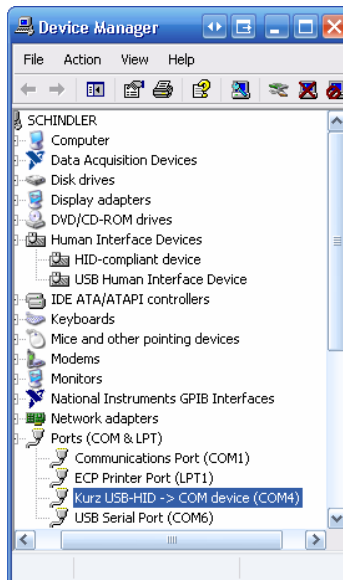 Device Manager
File Action View Help
SCHINDLER
Computer
Data Acquisition Devices
Disk drives
Display adapters
DVD/CD-ROM drives
Human Interface Devices
HID-compliant device
USB Human Interface Device
IDE ATA/ATAPI controllers
Keyboards
Mice and other pointing devices
Modems
Monitors
National Instruments GPIB Interfaces
Network adapters
Ports (COM & LPT)
Communications Port (COM1)
ECP Printer Port (LPT1)
Kurz USB-HID -> COM device (COM4)
USB Serial Port (COM6)